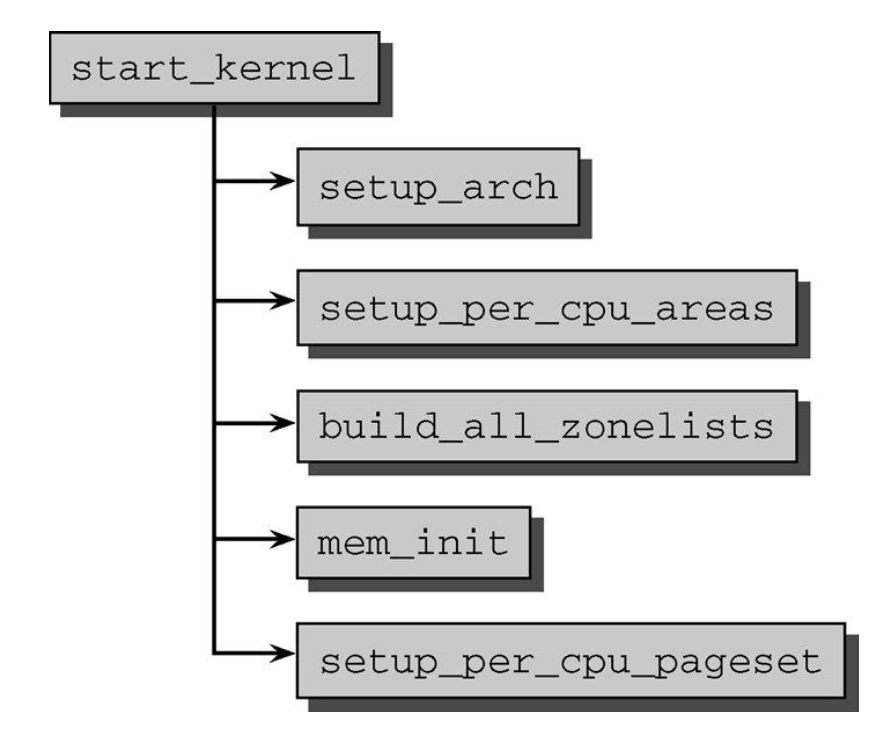 start_kernel
setup_arch
setup_per_cpu_areas
build_all_zonelists
mem_init
setup_per_cpu_pageset